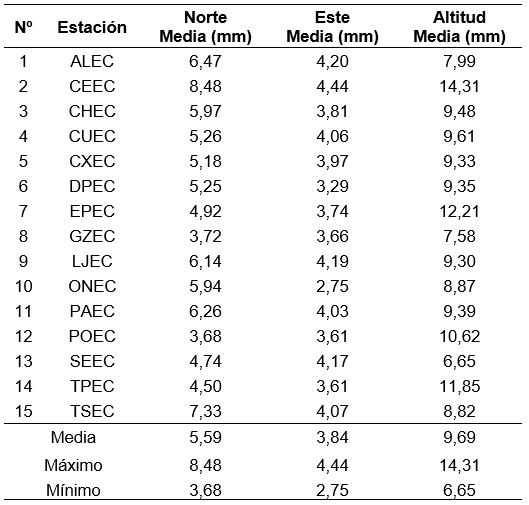 Nº Estación Norte Media (mm) Este Media (mm) Altitud Media (mm)
1 ALEC 6,47 4,20 7,99
2 CEEC 8,48 4,44 14,31
3 CHEC 5,97 3,81 9,48
4 CUEC 5,26 4,06 9,61
5 CXEC 5,18 3,97 9,33
6 DPEC 5,25 3,29 9,35
7 EPEC 4,92 3,74 12,21
8 GZEC 3,72 3,66 7,58
9 LJEC 6,14 4,19 9,30
10 ONEC 5,94 2,75 8,87
11 PAEC 6,26 4,03 9,39
12 POEC 3,68 3,61 10,62
13 SEEC 4,74 4,17 6,65
14 TPEC 4,50 3,61 11,85
15 TSEC 7,33 4,07 8,82
Media 5,59 3,84 9,69
Máximo 8,48 4,44 14,31
Mínimo 3,68 2,75 6,65